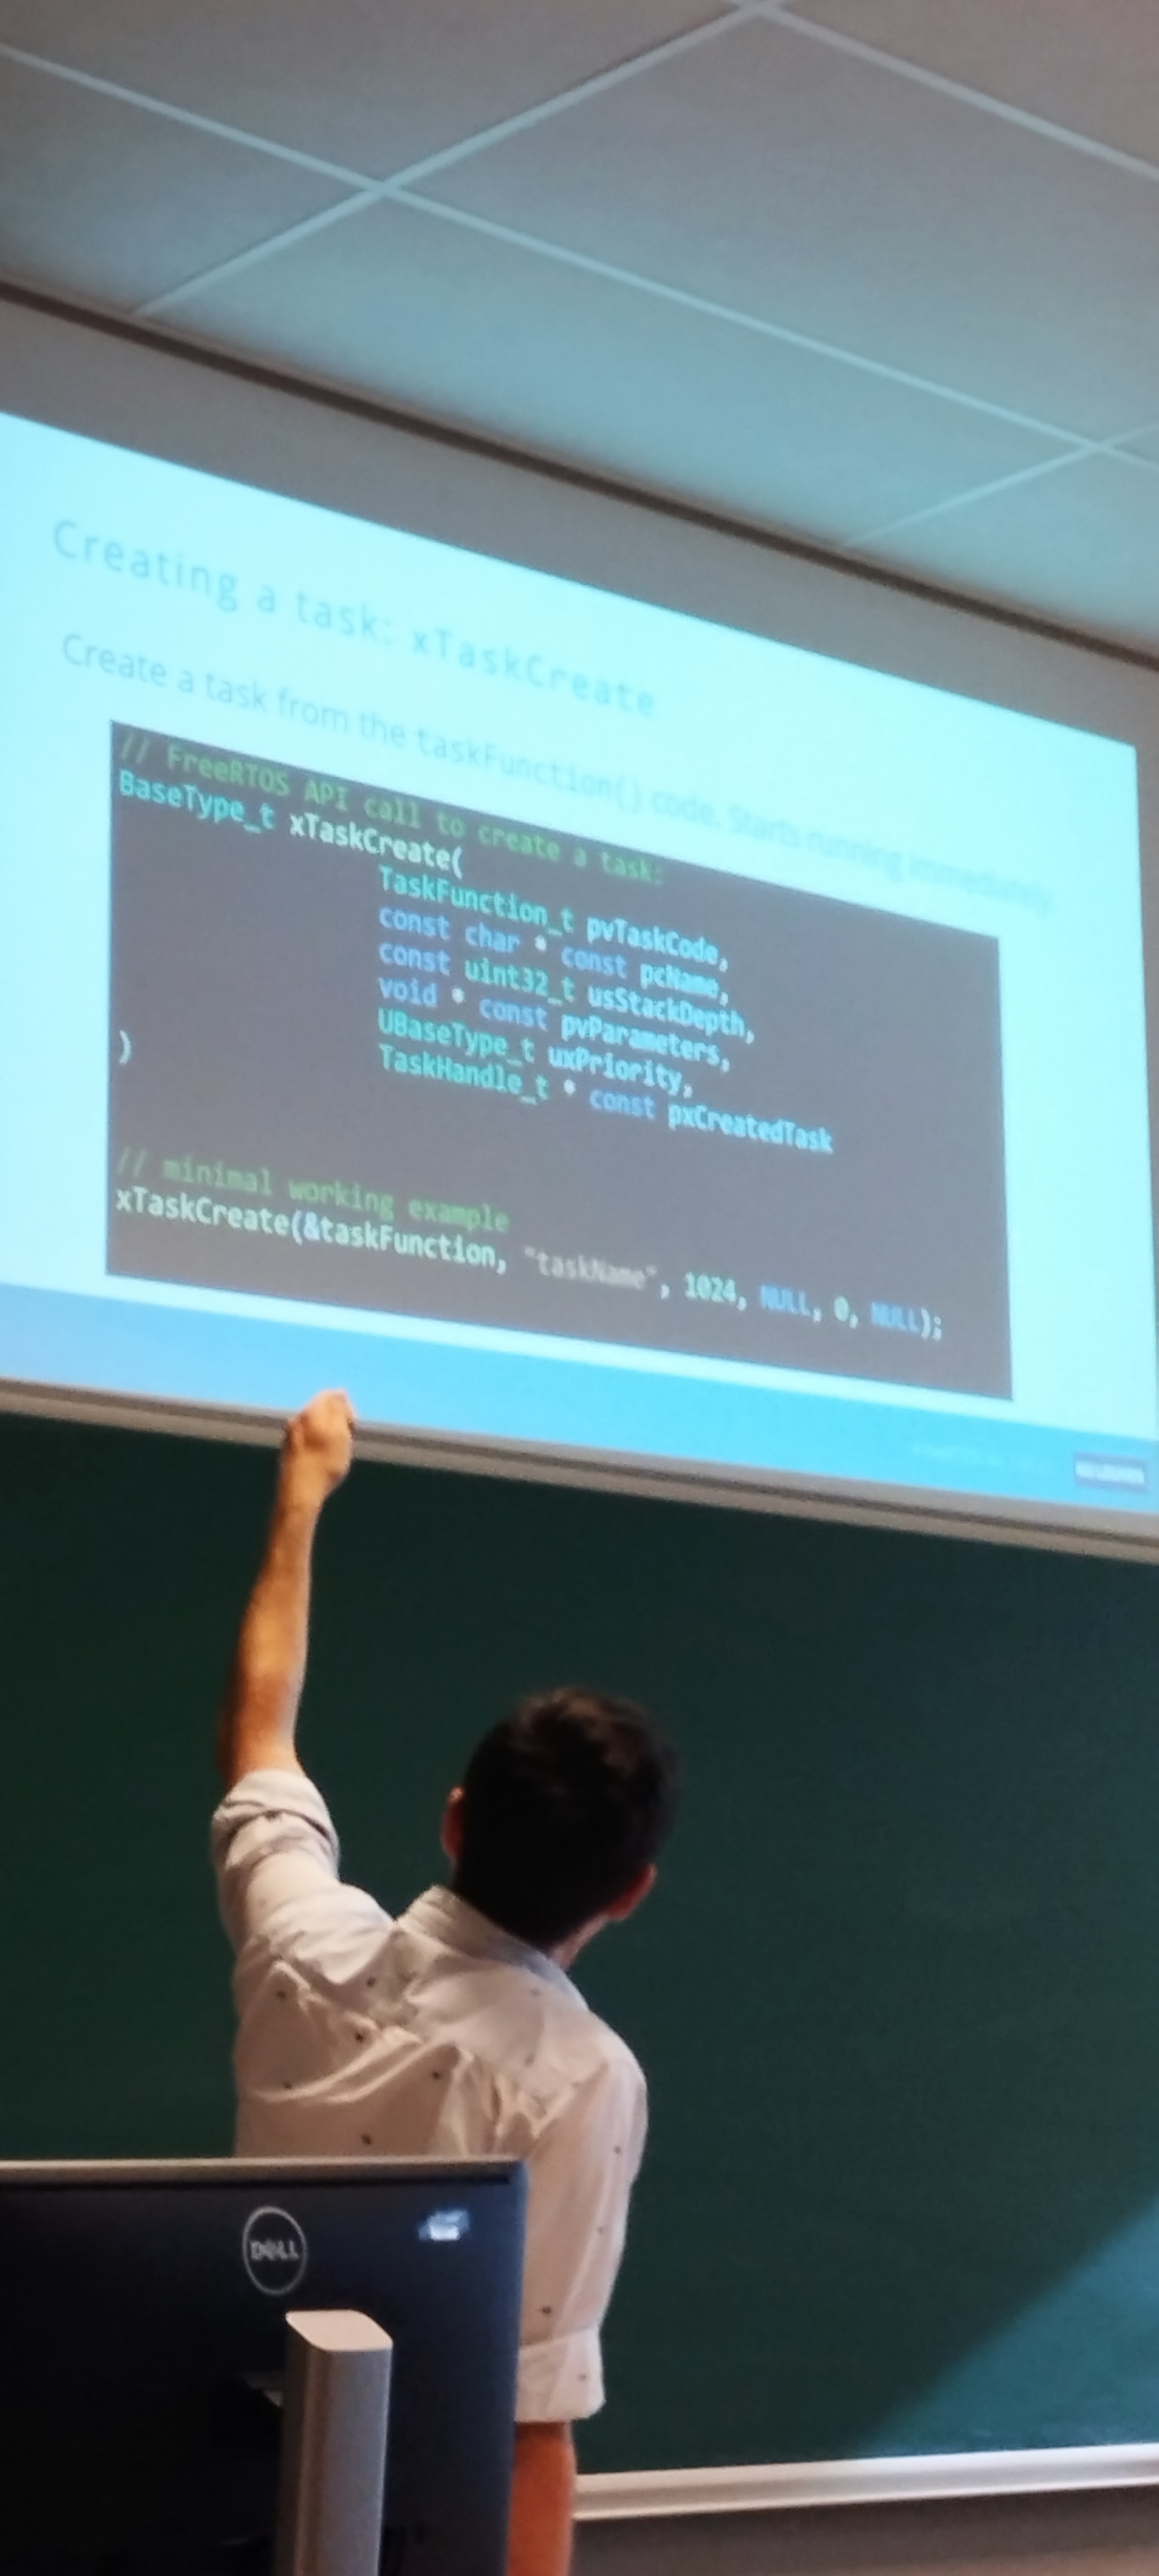 Creating a task: xTaskCreate
Create a task from the taskFunction() code. Starts running immediately.
// FreeRTOS API call to create a task:
BaseType_t xTaskCreate(
TaskFunction_t pvTaskCode,
const char * const pcName,
const uint32_t usStackDepth,
void * const pvParameters,
UBaseType_t uxPriority,
TaskHandle_t * const pxCreatedTask
)
// minimal working example
xTaskCreate(&taskFunction, "taskName", 1024, NULL, 0, NULL);
DELL